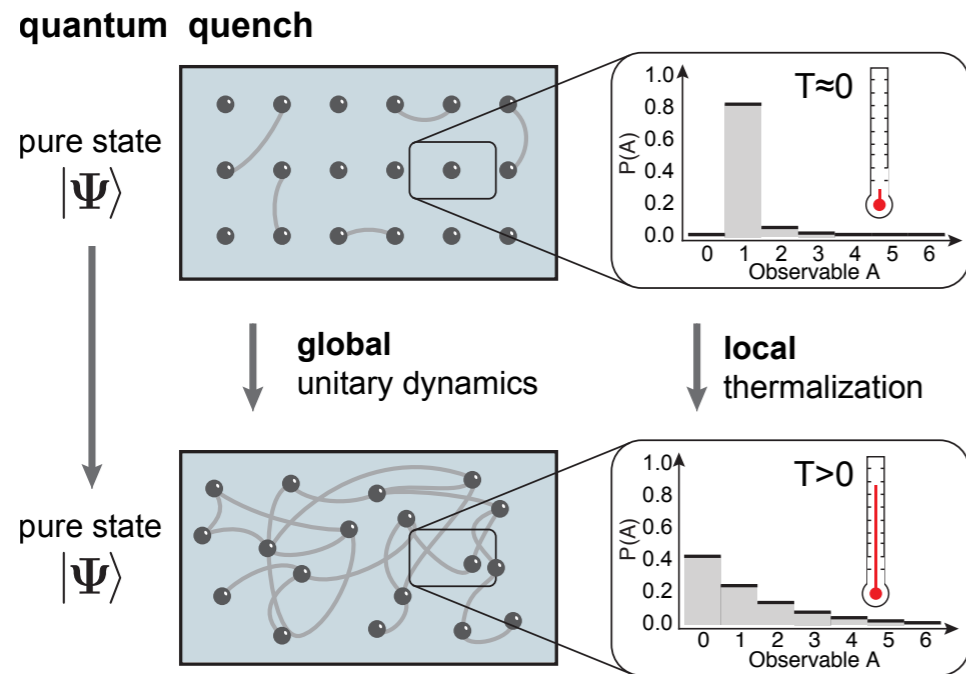 quantum quench
pure state
|Ψ⟩
1.0
0.8
0.6
0.4
0.2
0.0
P(A)
T≈0
0 1 2 3 4 5 6
Observable A
global
unitary dynamics
local
thermalization
pure state
|Ψ⟩
1.0
0.8
0.6
0.4
0.2
0.0
P(A)
T>0
0 1 2 3 4 5 6
Observable A